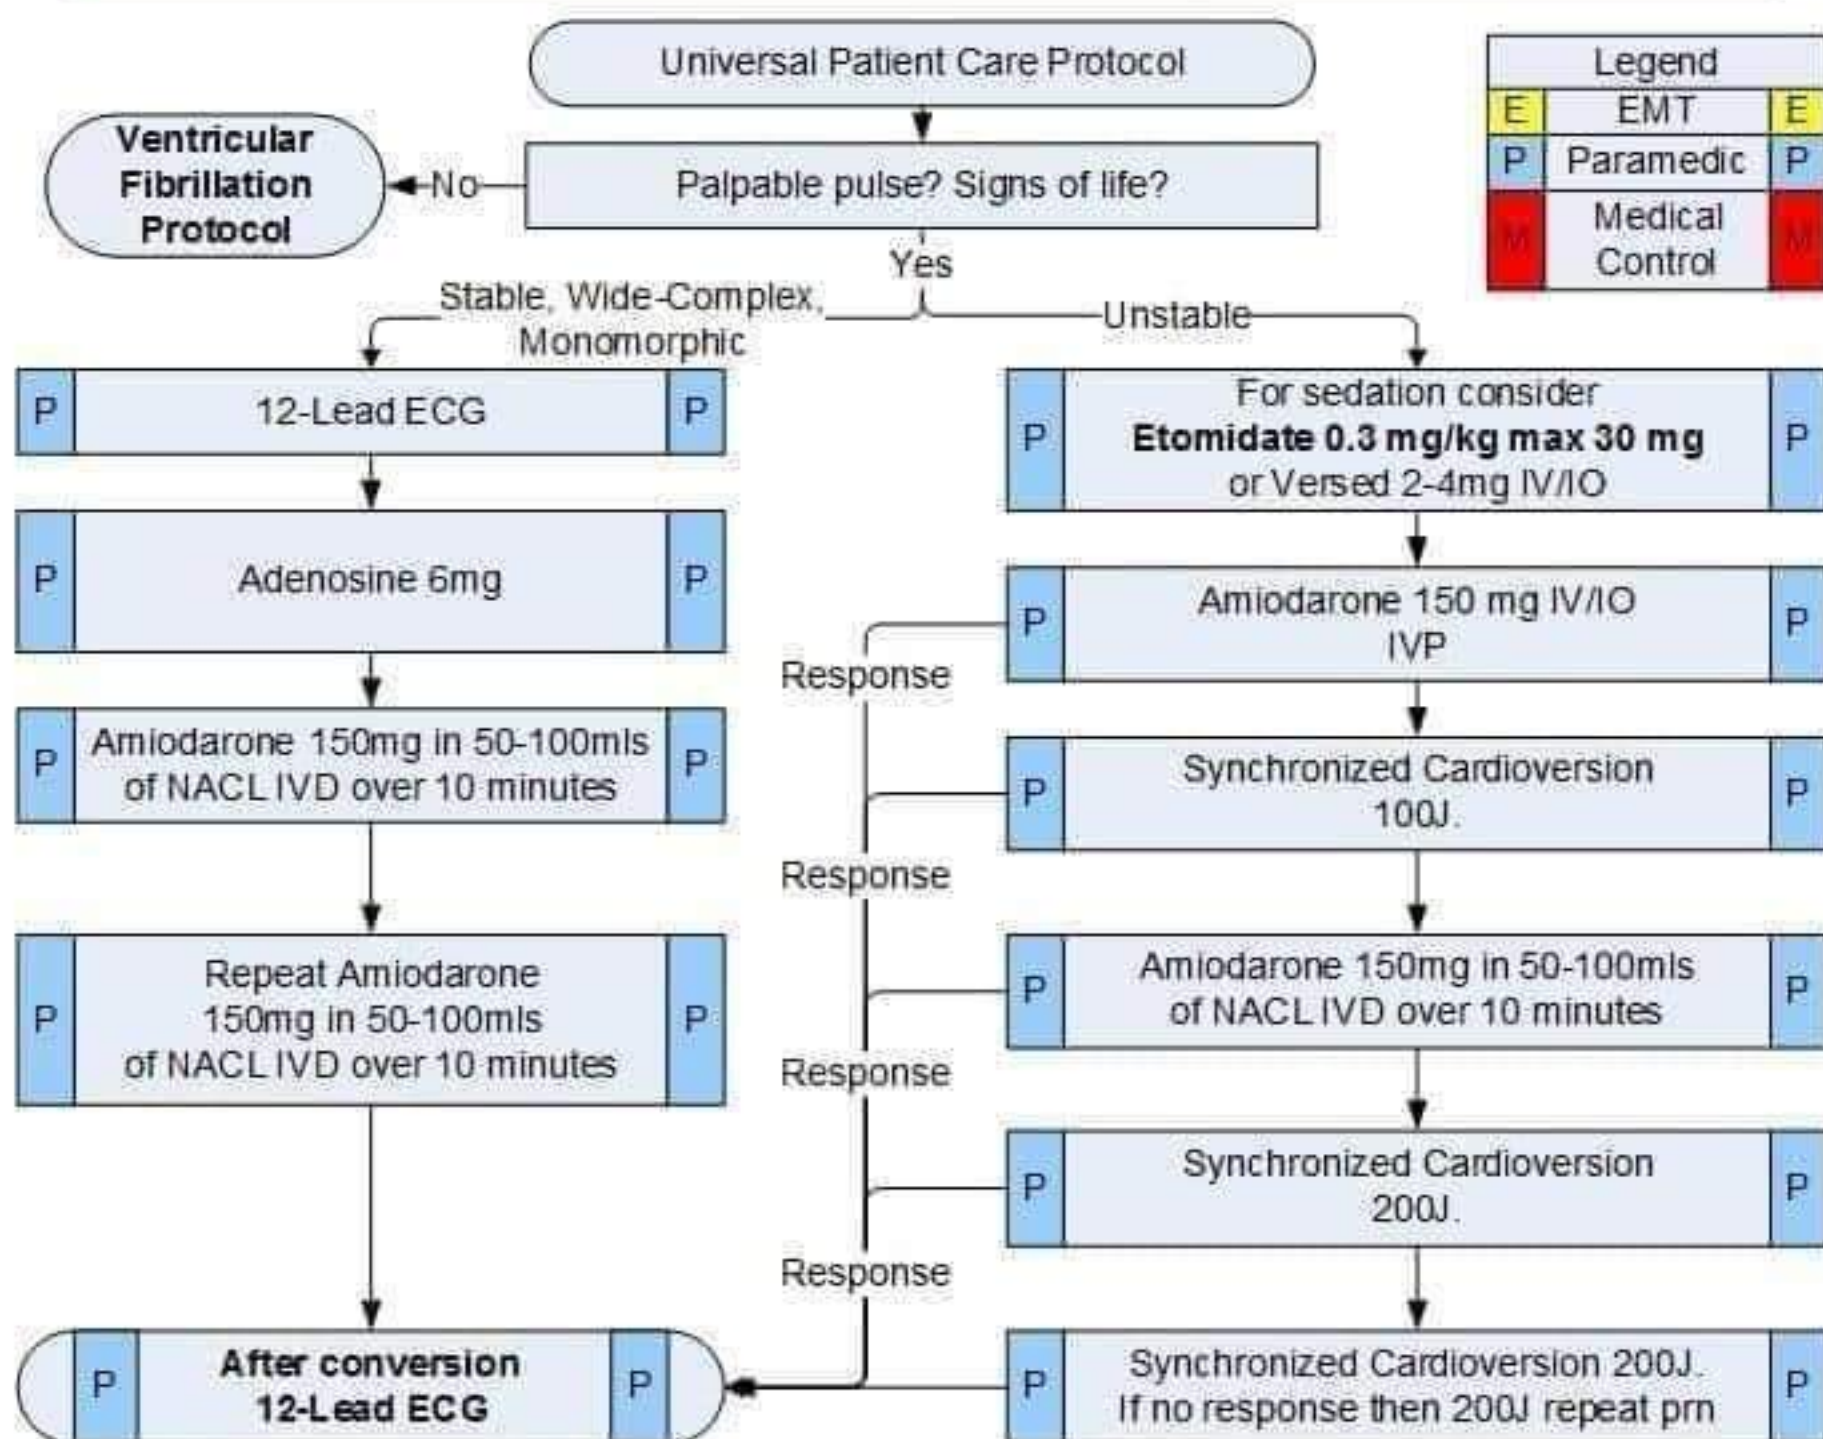 Universal Patient Care Protocol
Legend
E EMT E
P Paramedic P
M Medical M
Control
Ventricular
Fibrillation
Protocol
No
Palpable pulse? Signs of life?
Yes
Stable, Wide-Complex,
Monomorphic
Unstable
P 12-Lead ECG P
P Adenosine 6mg P
P Amiodarone 150mg in 50-100mls P
of NACL IVD over 10 minutes
P Repeat Amiodarone P
150mg in 50-100mls
of NACL IVD over 10 minutes
P After conversion P
12-Lead ECG
P For sedation consider P
Etomidate 0.3 mg/kg max 30 mg
or Versed 2-4mg IV/IO
P Amiodarone 150 mg IV/IO P
IVP
Response
P Synchronized Cardioversion P
100J.
Response
P Amiodarone 150mg in 50-100mls P
of NACL IVD over 10 minutes
Response
P Synchronized Cardioversion P
200J.
Response
P Synchronized Cardioversion 200J. P
If no response then 200J repeat prn